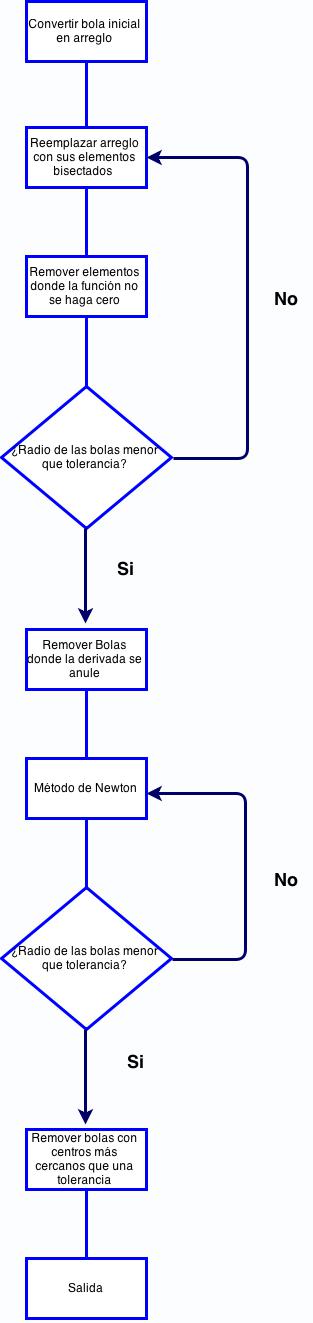 Convertir bola inicial
en arreglo
Reemplazar arreglo
con sus elementos
bisectados
Remover elementos
donde la función no
se haga cero
No
¿Radio de las bolas menor
que tolerancia?
Si
Remover Bolas
donde la derivada se
anule
Método de Newton
No
¿Radio de las bolas menor
que tolerancia?
Si
Remover bolas con
centros más
cercanos que una
tolerancia
Salida